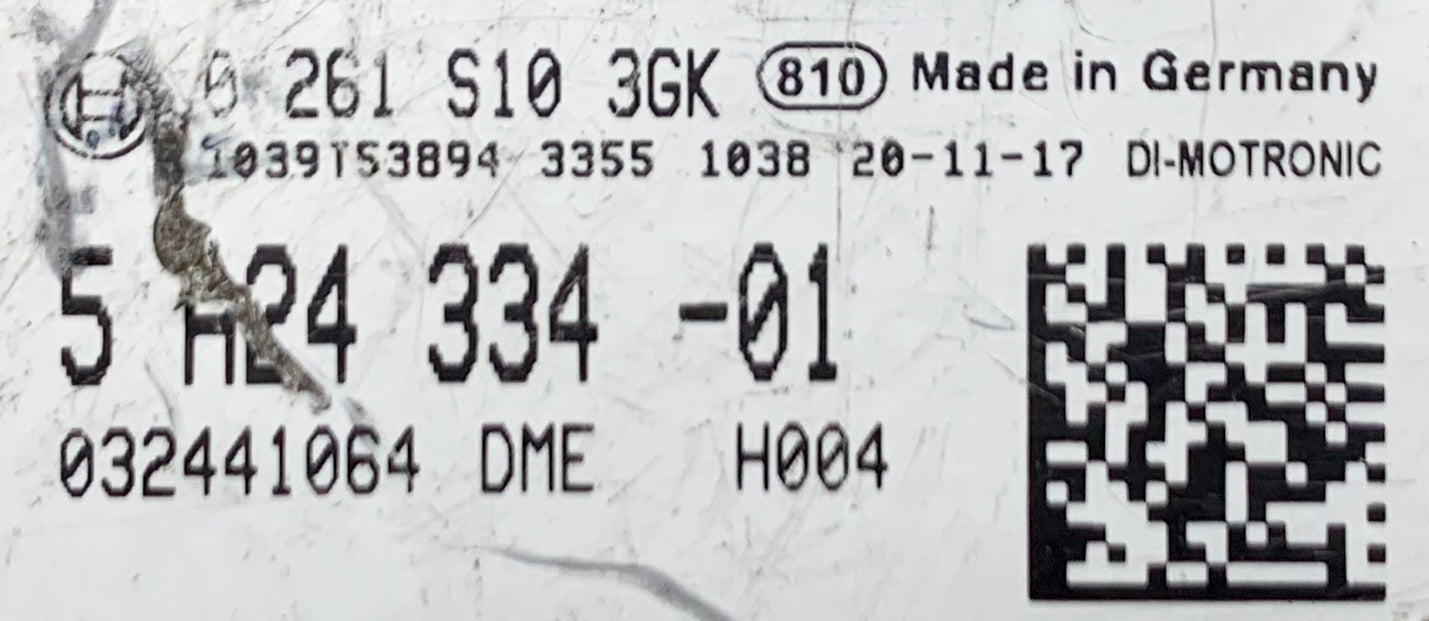 0 261 S10 3GK 810 Made in Germany
1039T53894 3355 1038 20-11-17 DI-MOTRONIC
5 A24 334 -01
032441064 DME H004